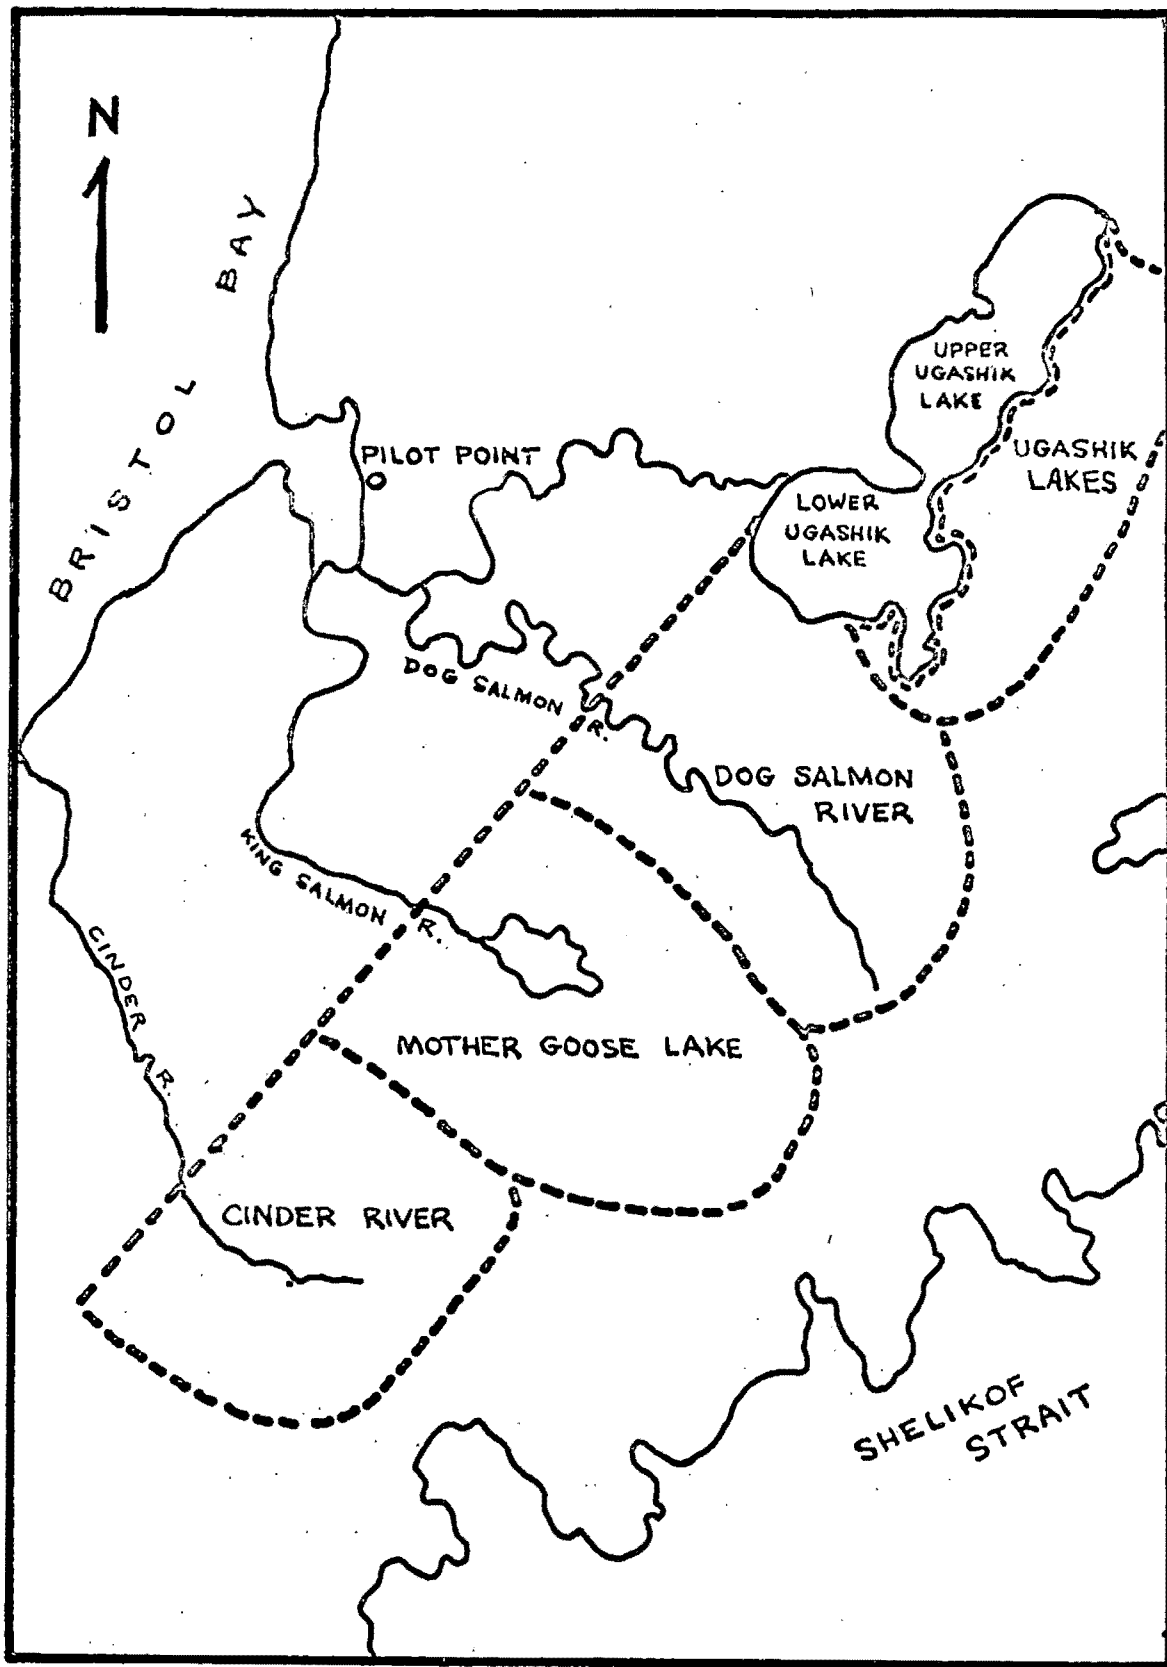 N
BRISTOL BAY
UPPER
UGASHIK
LAKE
UGASHIK
LAKES
PILOT POINT
LOWER
UGASHIK
LAKE
DOG SALMON R.
DOG SALMON
RIVER
KING SALMON R.
CINDER R.
MOTHER GOOSE LAKE
CINDER RIVER
SHELIKOF
STRAIT